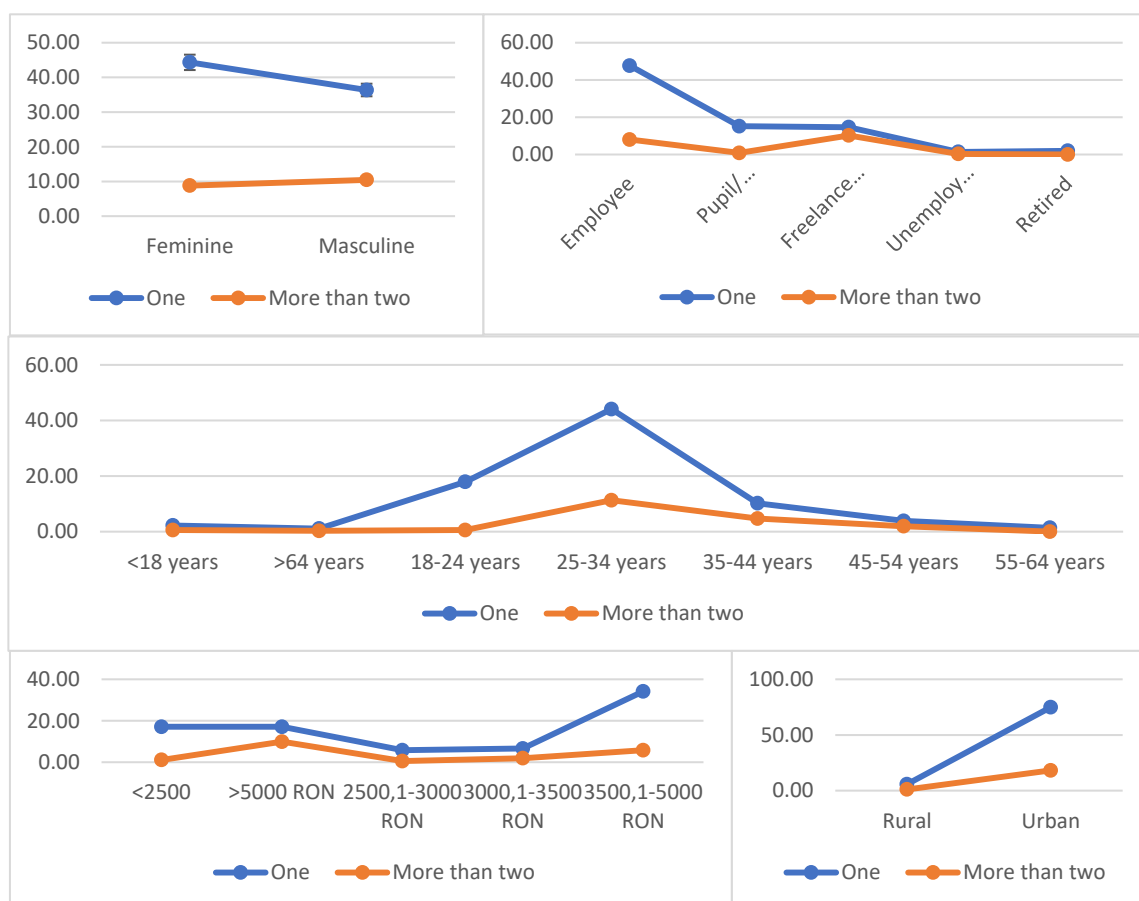 50.00
40.00
30.00
20.00
10.00
0.00
Feminine Masculine
One More than two
60.00
40.00
20.00
0.00
Employee
Pupil/...
Freelance...
Unemploy...
Retired
One More than two
60.00
40.00
20.00
0.00
<18 years >64 years 18-24 years 25-34 years 35-44 years 45-54 years 55-64 years
One More than two
40.00
20.00
0.00
<2500 >5000 RON 2500,1-3000 3000,1-3500 3500,1-5000
RON RON RON
One More than two
100.00
50.00
0.00
Rural Urban
One More than two